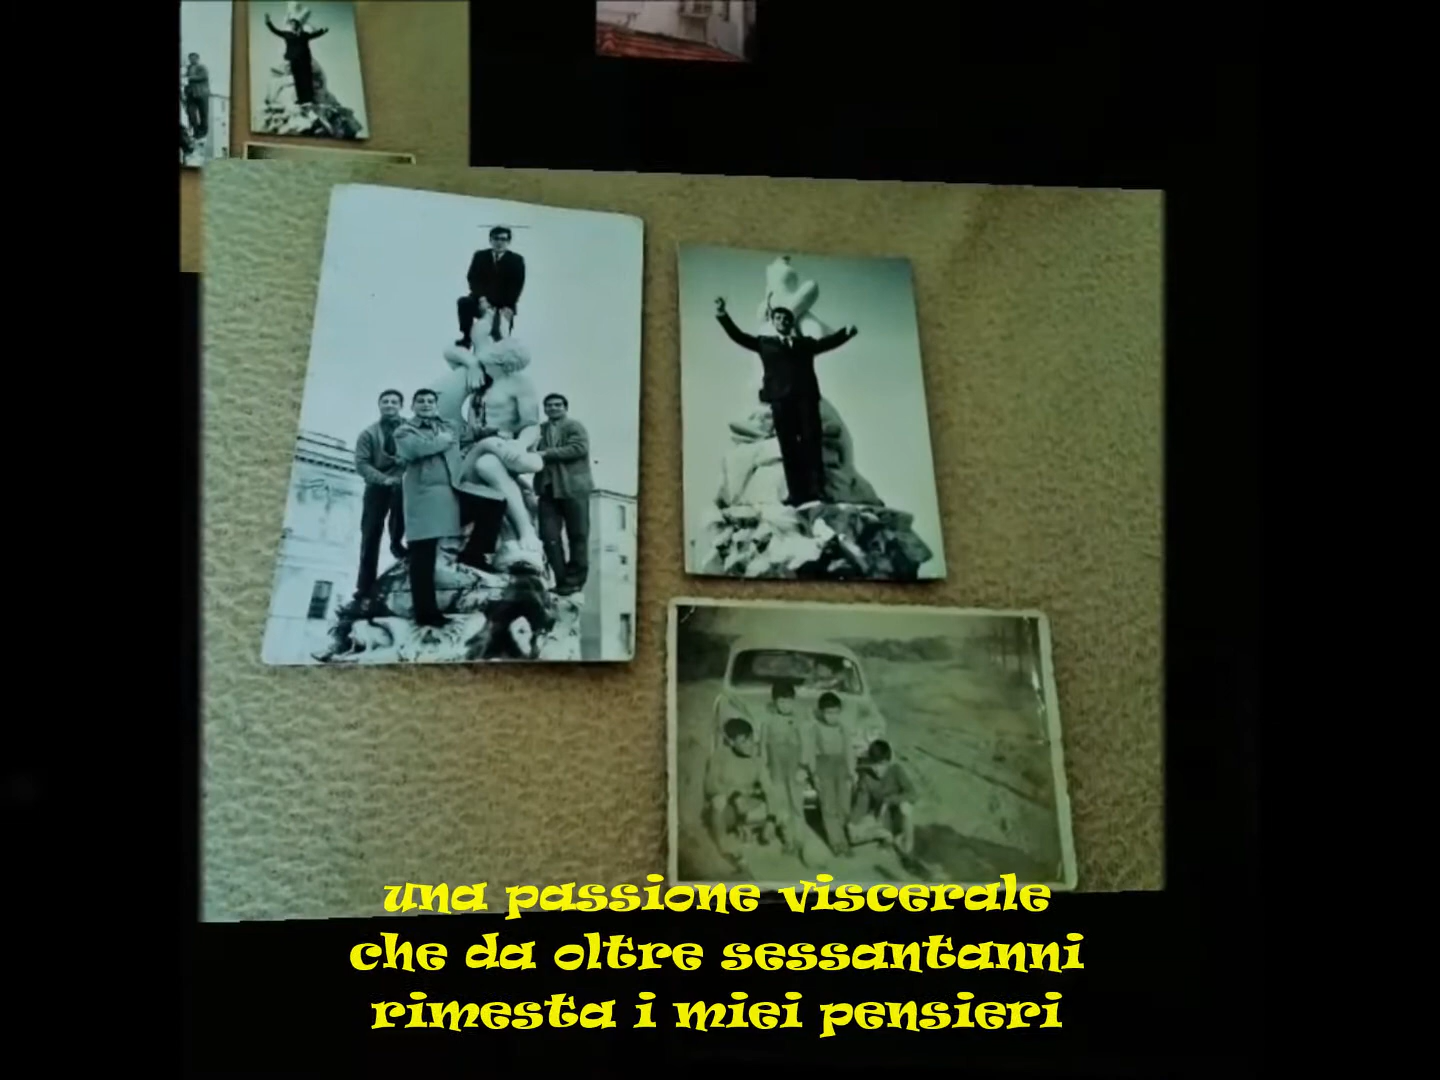 una passione viscerale
che da oltre sessantanni
rimesta i miei pensieri